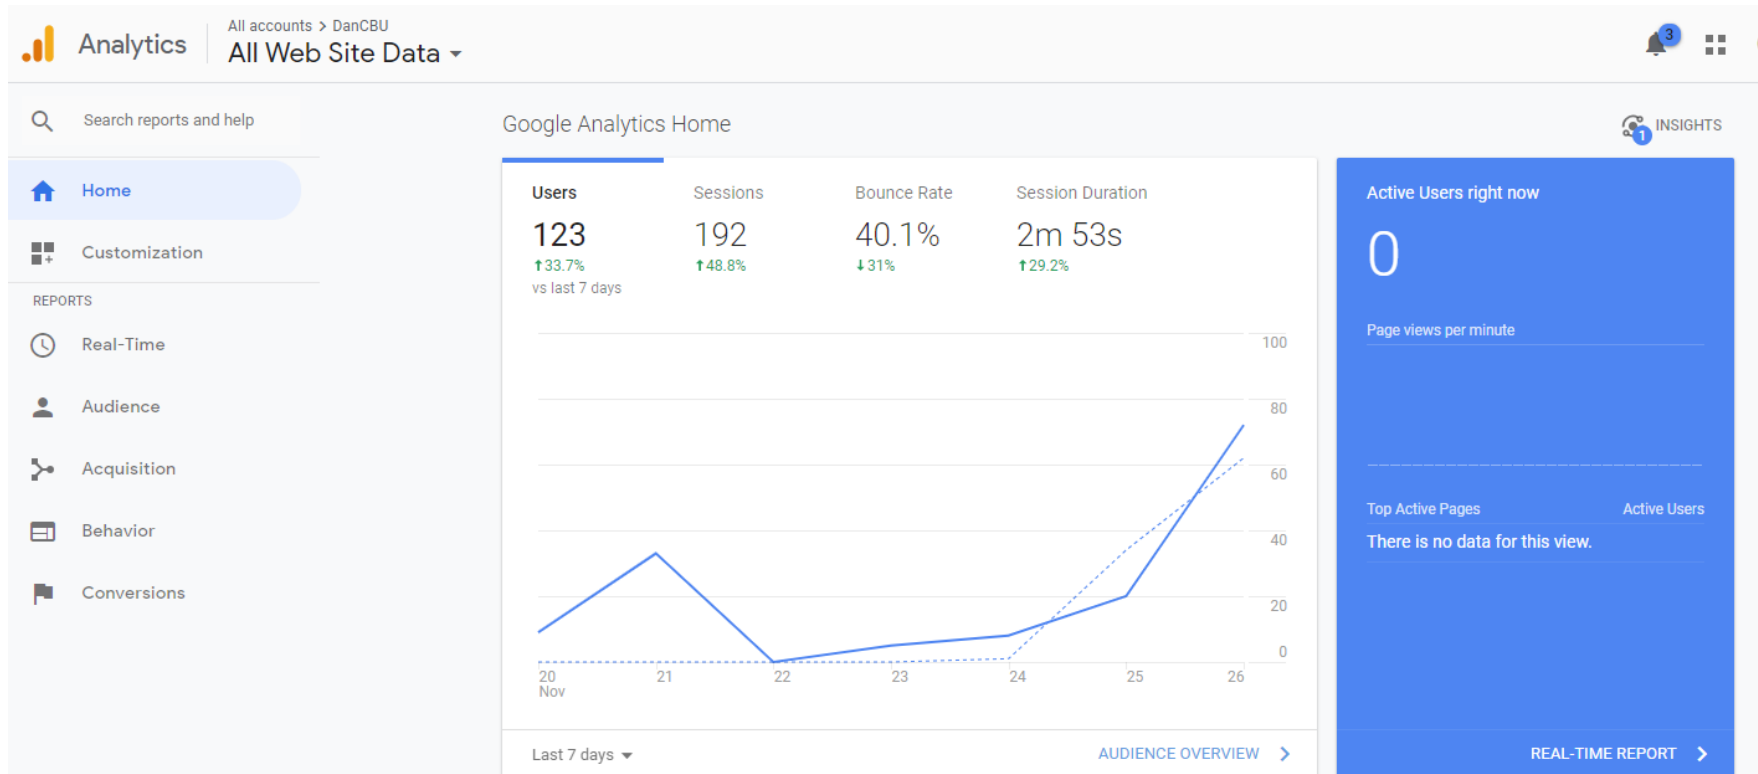 Analytics
All accounts > DanCBU
All Web Site Data
3
Search reports and help
Home
Customization
REPORTS
Real-Time
Audience
Acquisition
Behavior
Conversions
Google Analytics Home
1
INSIGHTS
Users
Sessions
Bounce Rate
Session Duration
123
192
40.1%
2m 53s
33.7%
48.8%
31%
29.2%
vs last 7 days
100
80
60
40
20
0
20
21
22
23
24
25
26
Nov
Last 7 days
AUDIENCE OVERVIEW
Active Users right now
0
Page views per minute
Top Active Pages
Active Users
There is no data for this view.
REAL-TIME REPORT